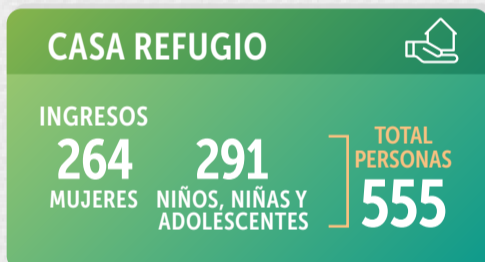 CASA REFUGIO
INGRESOS
264
MUJERES
291
NIÑOS, NIÑAS Y
ADOLESCENTES
TOTAL
PERSONAS
555